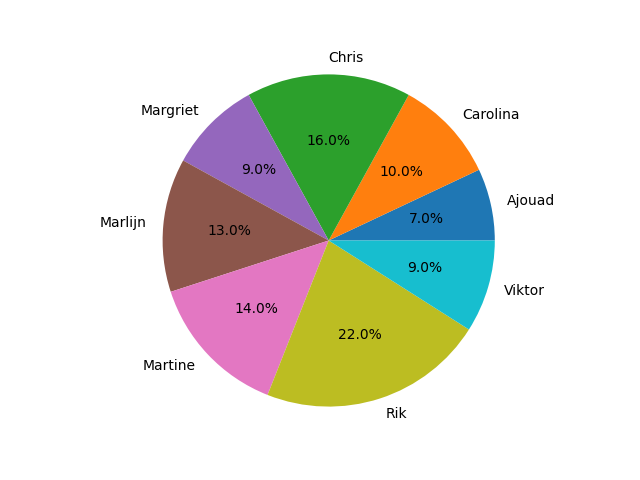 Chris
Margriet
Carolina
16.0%
9.0%
10.0%
Ajouad
7.0%
Marlijn
13.0%
9.0%
Viktor
14.0%
22.0%
Martine
Rik